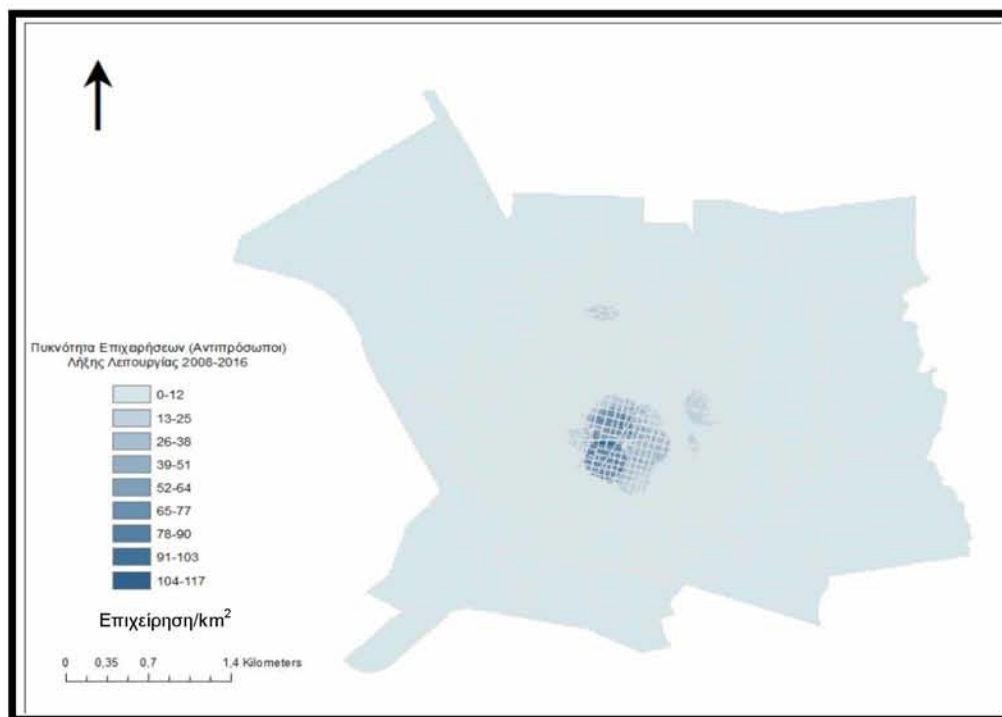 Πυκνότητα Επιχειρήσεων (Αντιπρόσωποι)
Λήξης Λειτουργίας 2008-2016
0-12
13-25
26-38
39-51
52-64
65-77
78-90
91-103
104-117
Επιχείρηση/km²
0 0,35 0,7 1,4 Kilometers